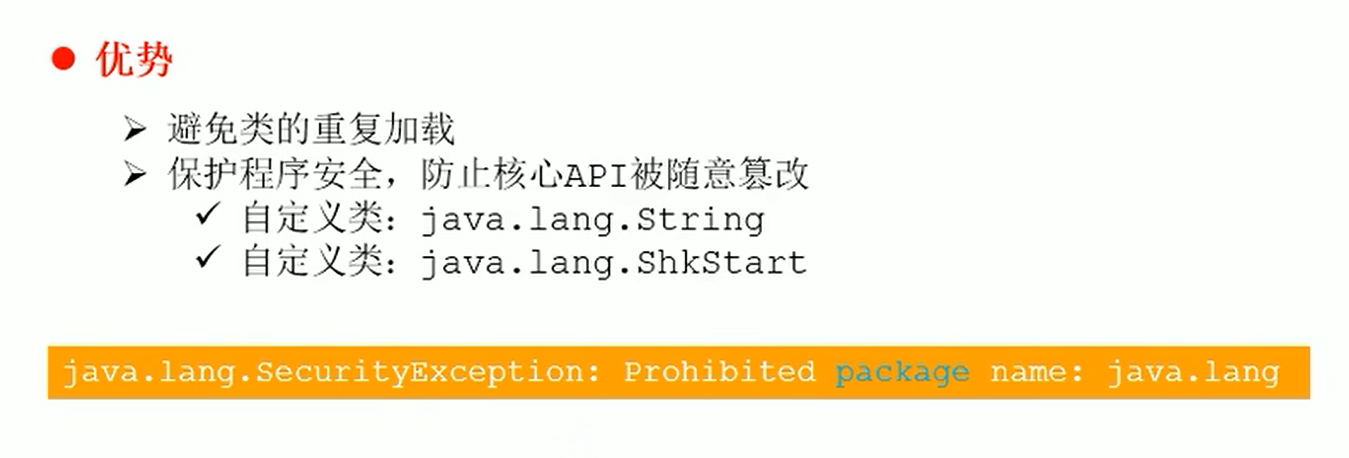 优势
避免类的重复加载
保护程序安全，防止核心API被随意篡改
自定义类：java.lang.String
自定义类：java.lang.ShkStart
java.lang.SecurityException: Prohibited package name: java.lang